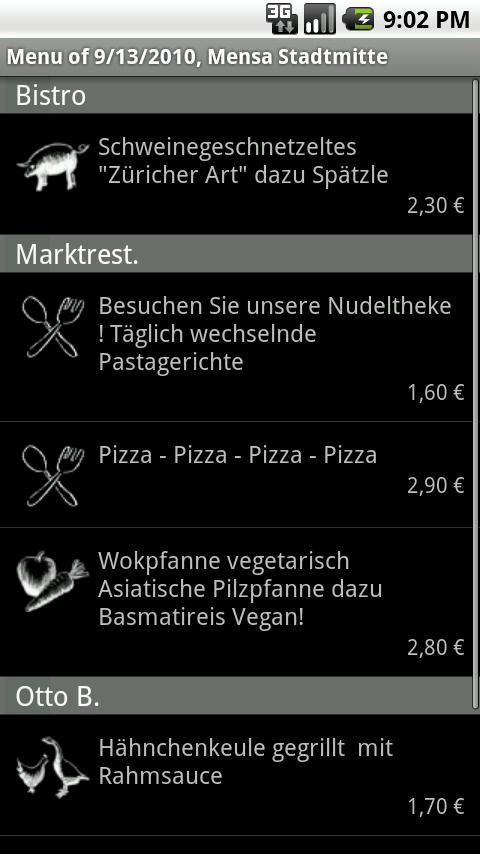 3G
9:02 PM
Menu of 9/13/2010, Mensa Stadtmitte
Bistro
Schweinegeschnetzeltes
"Züricher Art" dazu Spätzle
2,30 €
Marktrest.
Besuchen Sie unsere Nudeltheke
! Täglich wechselnde
Pastagerichte
1,60 €
Pizza - Pizza - Pizza - Pizza
2,90 €
Wokpfanne vegetarisch
Asiatische Pilzpfanne dazu
Basmatireis Vegan!
2,80 €
Otto B.
Hähnchenkeule gegrillt  mit
Rahmsauce
1,70 €